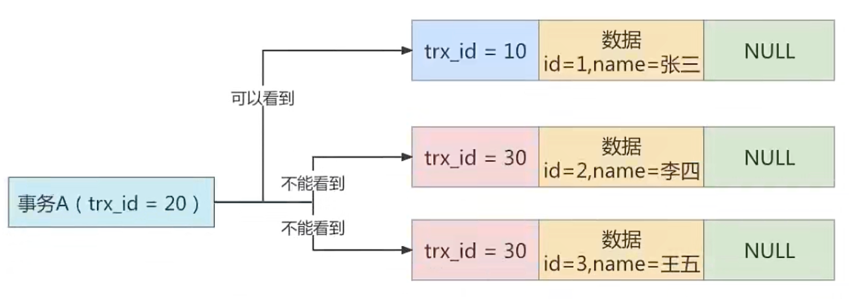 trx_id = 10
数据
id=1,name=张三
NULL
可以看到
trx_id = 30
数据
id=2,name=李四
NULL
不能看到
事务A（trx_id = 20）
不能看到
trx_id = 30
数据
id=3,name=王五
NULL